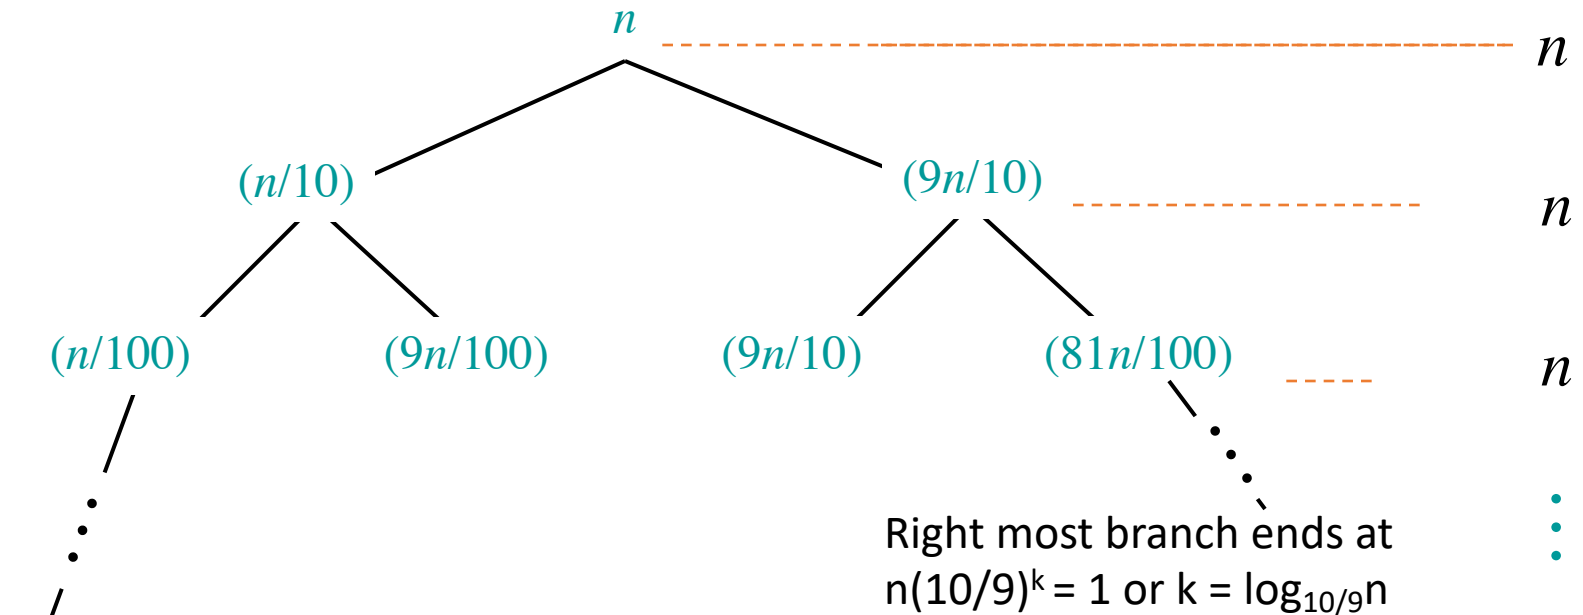 n n
(n/10) (9n/10) n
(n/100) (9n/100) (9n/10) (81n/100) n
Right most branch ends at
n(10/9)ᵏ = 1 or k = log₁₀/₉n